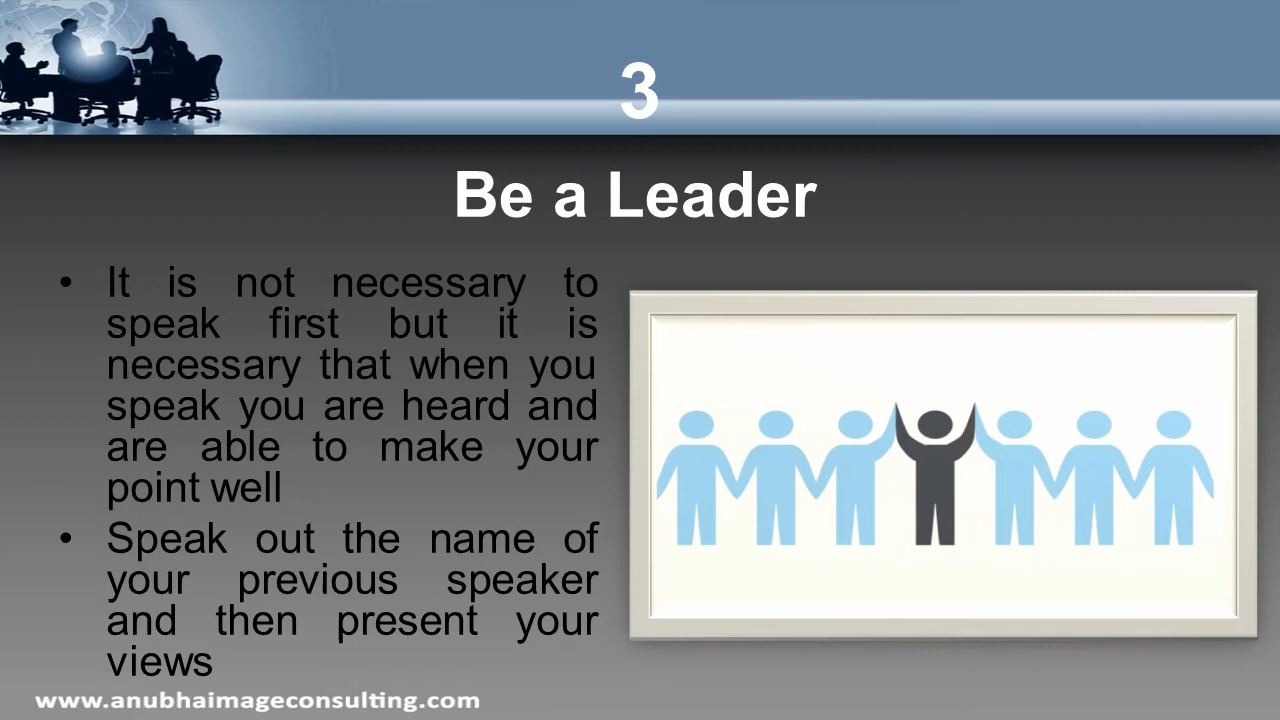 3
Be a Leader
• It is not necessary to
speak first but it is
necessary that when you
speak you are heard and
are able to make your
point well
• Speak out the name of
your previous speaker
and then present your
views
www.anubhaimageconsulting.com